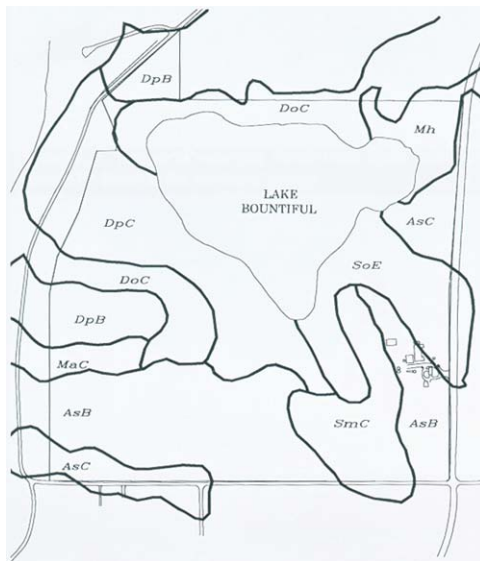 DpB
DoC
Mh
LAKE
BOUNTIFUL
DpC
AsC
SoE
DoC
DpB
MaC
AsB
SmC
AsB
AsC